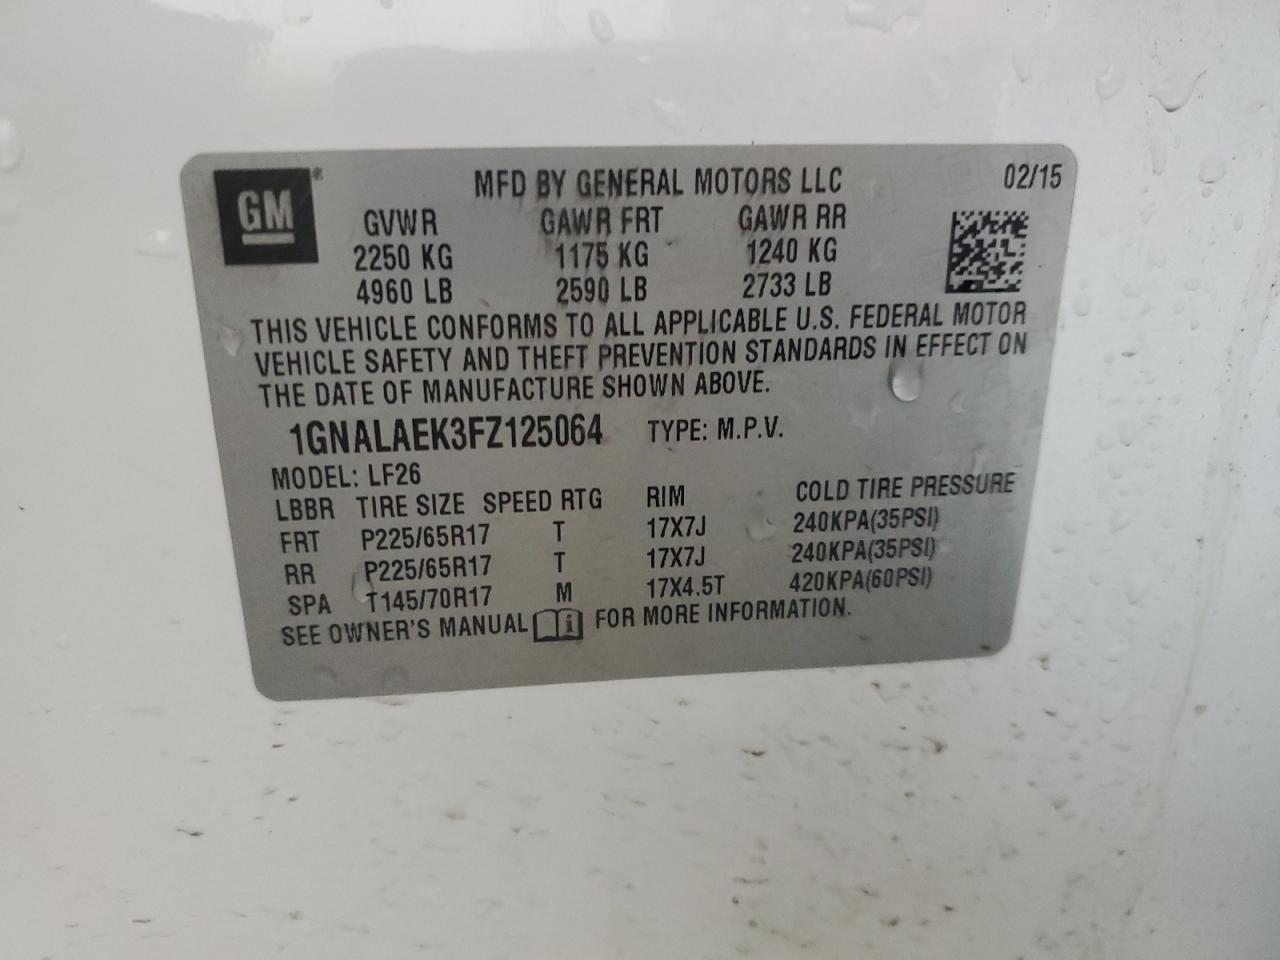 GM
MFD BY GENERAL MOTORS LLC 02/15
GVWR GAWR FRT GAWR RR
2250 KG 1175 KG 1240 KG
4960 LB 2590 LB 2733 LB
THIS VEHICLE CONFORMS TO ALL APPLICABLE U.S. FEDERAL MOTOR
VEHICLE SAFETY AND THEFT PREVENTION STANDARDS IN EFFECT ON
THE DATE OF MANUFACTURE SHOWN ABOVE.
1GNALAEK3FZ125064 TYPE: M.P.V.
MODEL: LF26
LBBR TIRE SIZE SPEED RTG RIM COLD TIRE PRESSURE
FRT P225/65R17 T 17X7J 240KPA(35PSI)
RR P225/65R17 T 17X7J 240KPA(35PSI)
SPA T145/70R17 M 17X4.5T 420KPA(60PSI)
SEE OWNER'S MANUAL i FOR MORE INFORMATION.